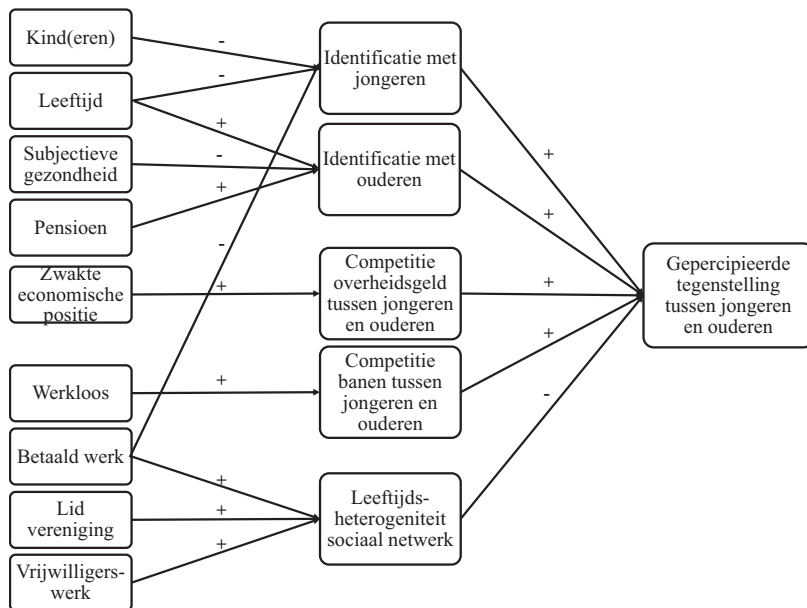 Kind(eren)
Leeftijd
Subjectieve
gezondheid
Pensioen
Zwakte
economische
positie
Werkloos
Betaald werk
Lid
vereniging
Vrijwilligers-
werk
-
-
+
-
+
-
+
+
+
+
+
Identificatie met
jongeren
Identificatie met
ouderen
Competitie
overheidsgeld
tussen jongeren
en ouderen
Competitie
banen tussen
jongeren en
ouderen
Leeftijds-
heterogeniteit
sociaal netwerk
+
+
+
+
-
Gepercipieerde
tegenstelling
tussen jongeren
en ouderen